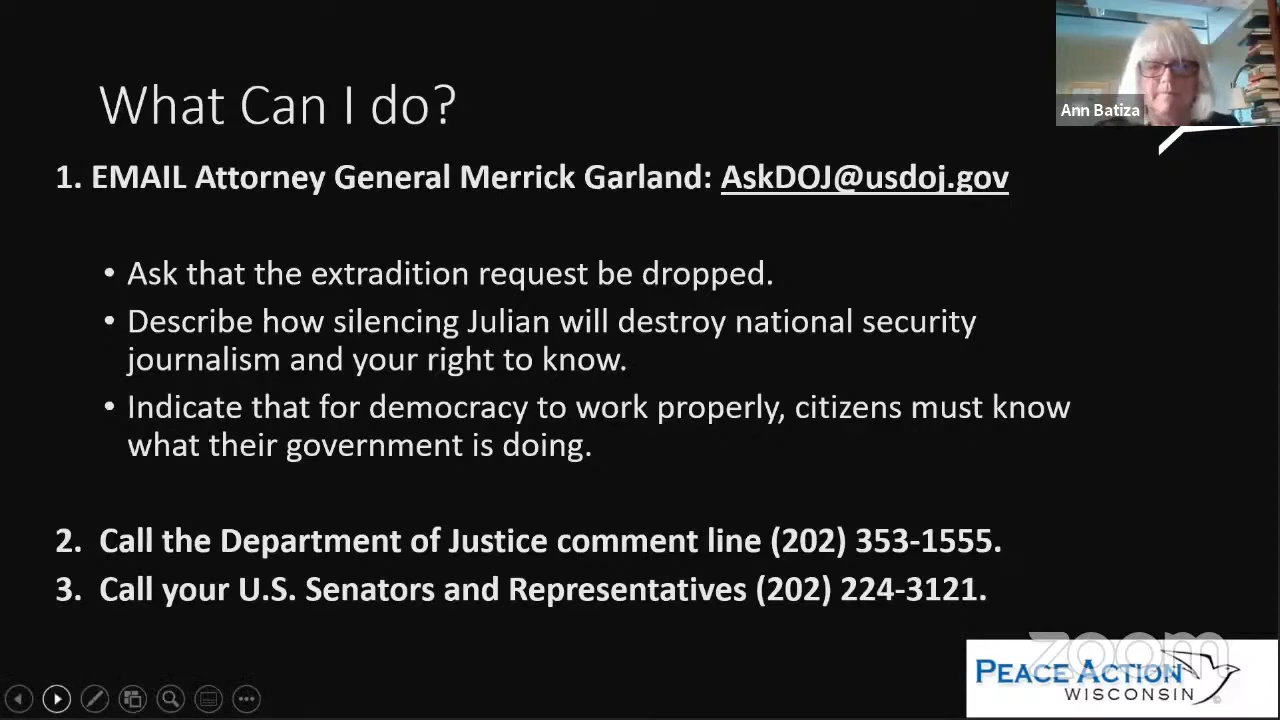 Ann Batiza
What Can I do?
1. EMAIL Attorney General Merrick Garland: AskDOJ@usdoj.gov
• Ask that the extradition request be dropped.
• Describe how silencing Julian will destroy national security
journalism and your right to know.
• Indicate that for democracy to work properly, citizens must know
what their government is doing.
2. Call the Department of Justice comment line (202) 353-1555.
3. Call your U.S. Senators and Representatives (202) 224-3121.
zoom
PEACE ACTION
WISCONSIN